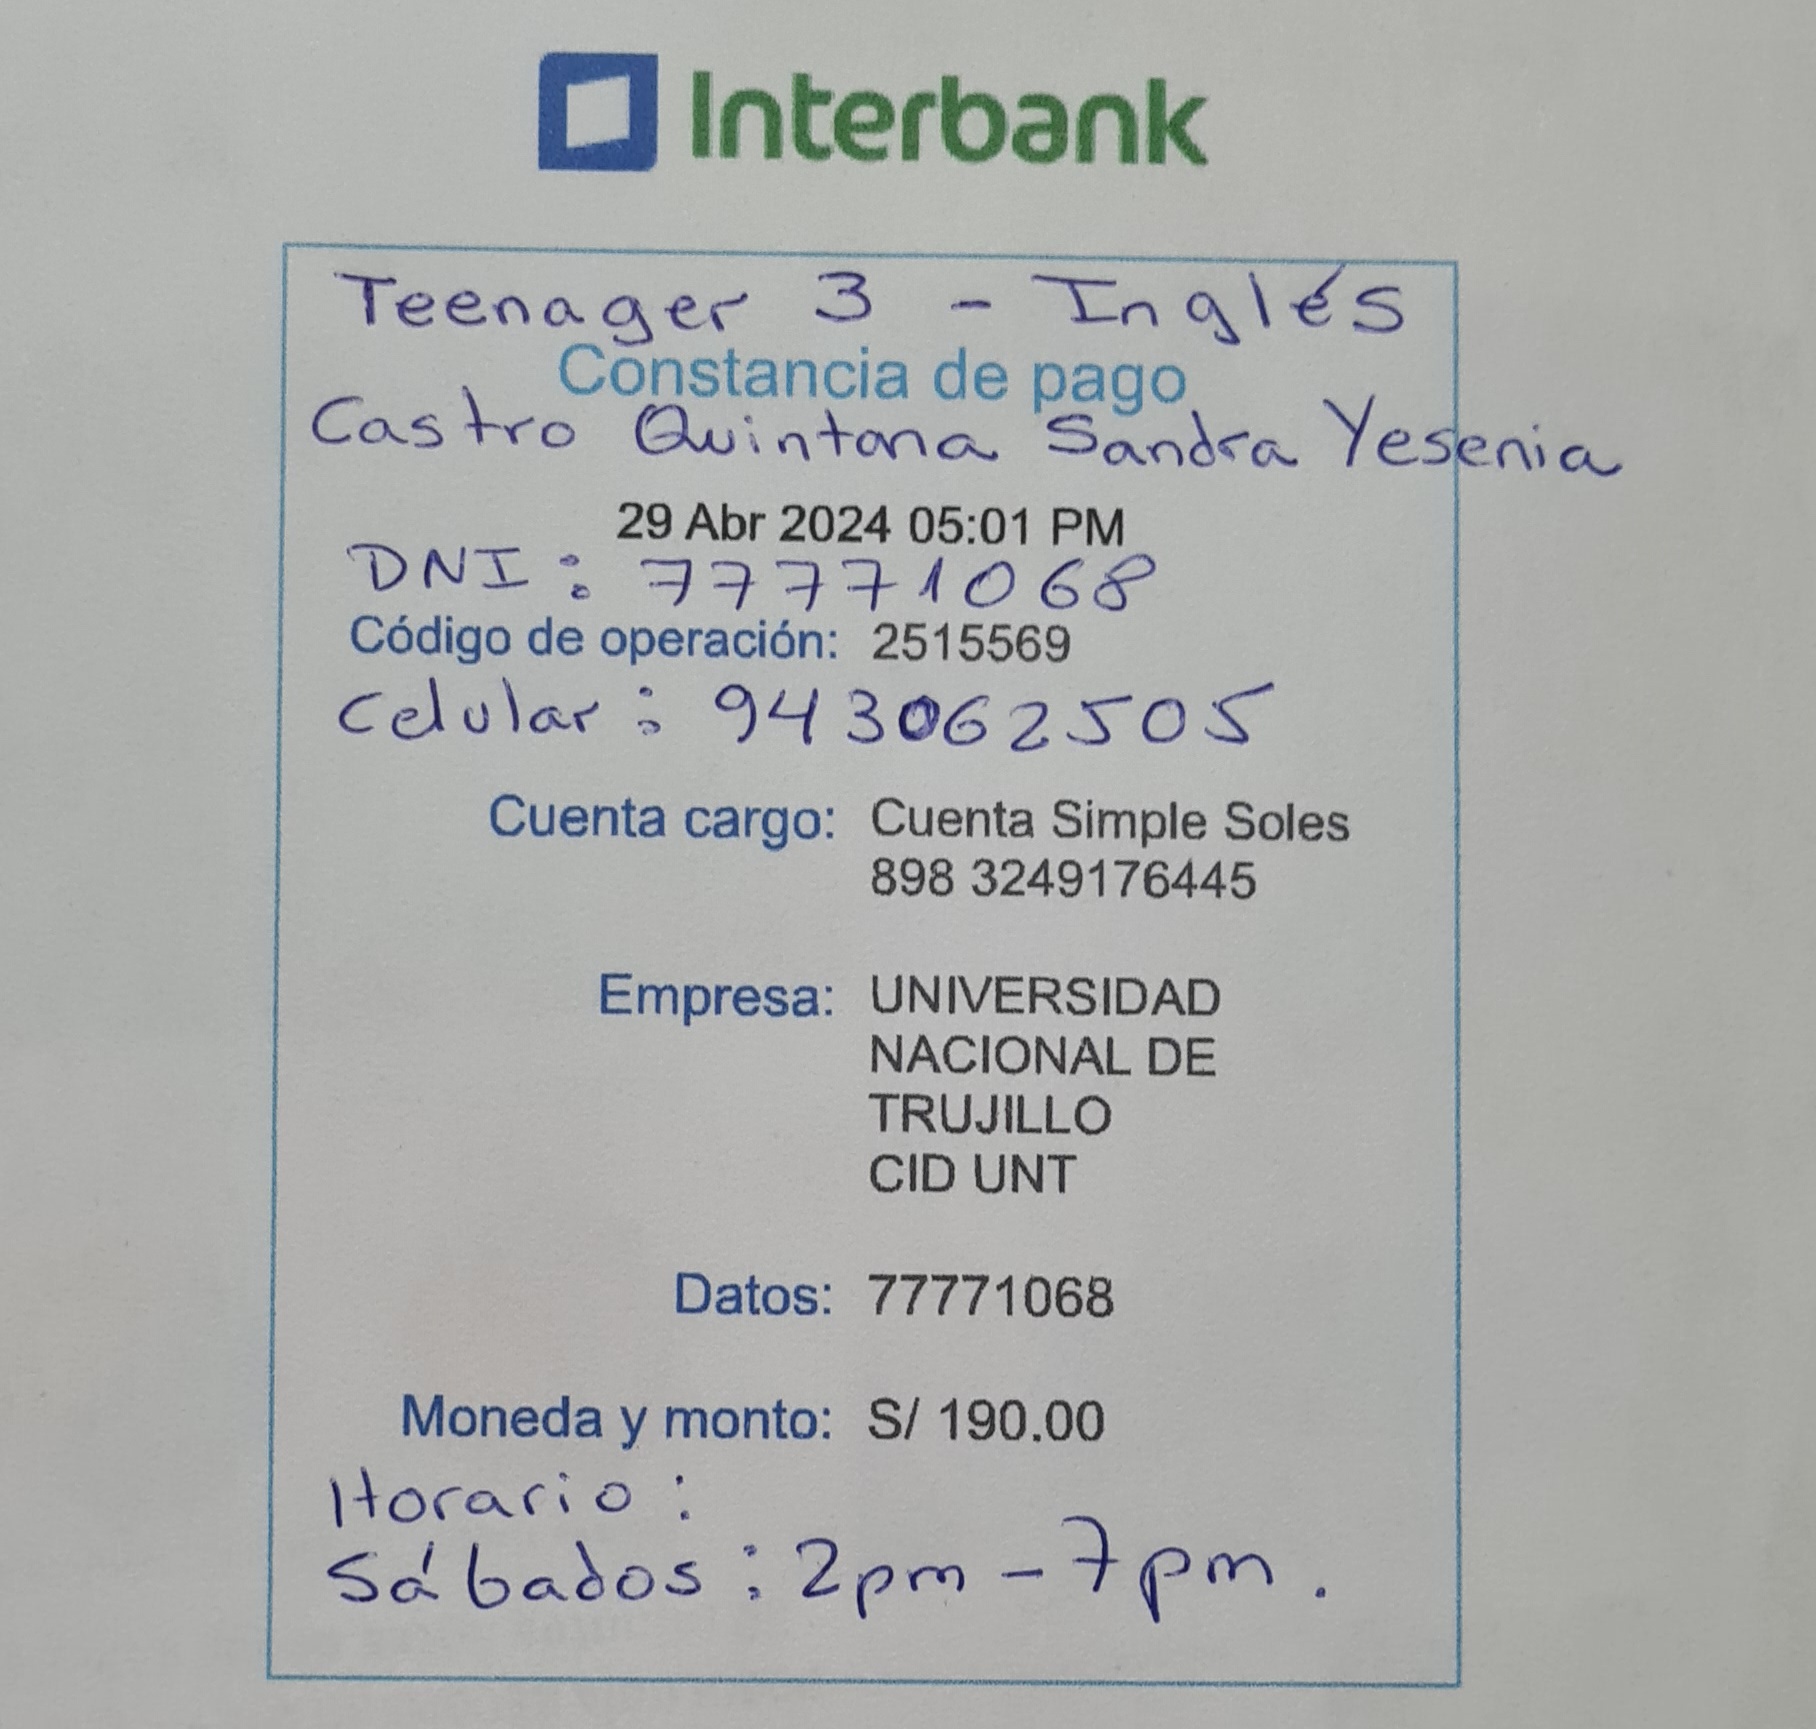 Interbank
Teenager 3 - Inglés
Constancia de pago
Castro Quintana Sandra Yesenia
29 Abr 2024 05:01 PM
DNI : 77771068
Código de operación: 2515569
Celular : 943062505
Cuenta cargo: Cuenta Simple Soles
898 3249176445
Empresa: UNIVERSIDAD
NACIONAL DE
TRUJILLO
CID UNT
Datos: 77771068
Moneda y monto: S/ 190.00
Horario :
Sábados : 2pm - 7pm.